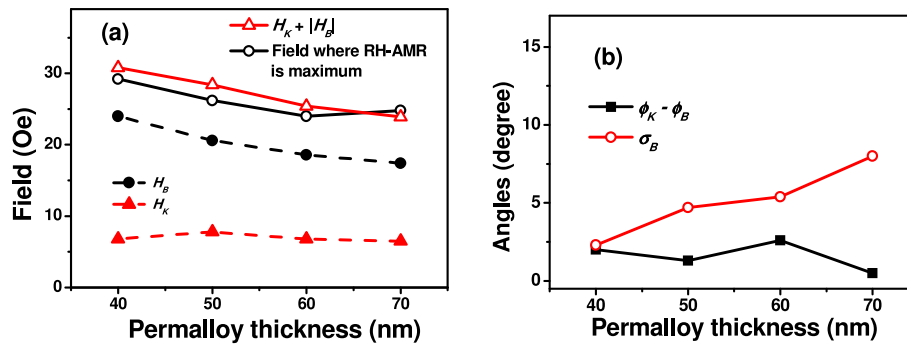 (a)
H_K + |H_B|
Field where RH-AMR
is maximum
H_B
H_K
Field (Oe)
30
20
10
0
40 50 60 70
Permalloy thickness (nm)
(b)
ϕ_K - ϕ_B
σ_B
Angles (degree)
15
10
5
0
40 50 60 70
Permalloy thickness (nm)